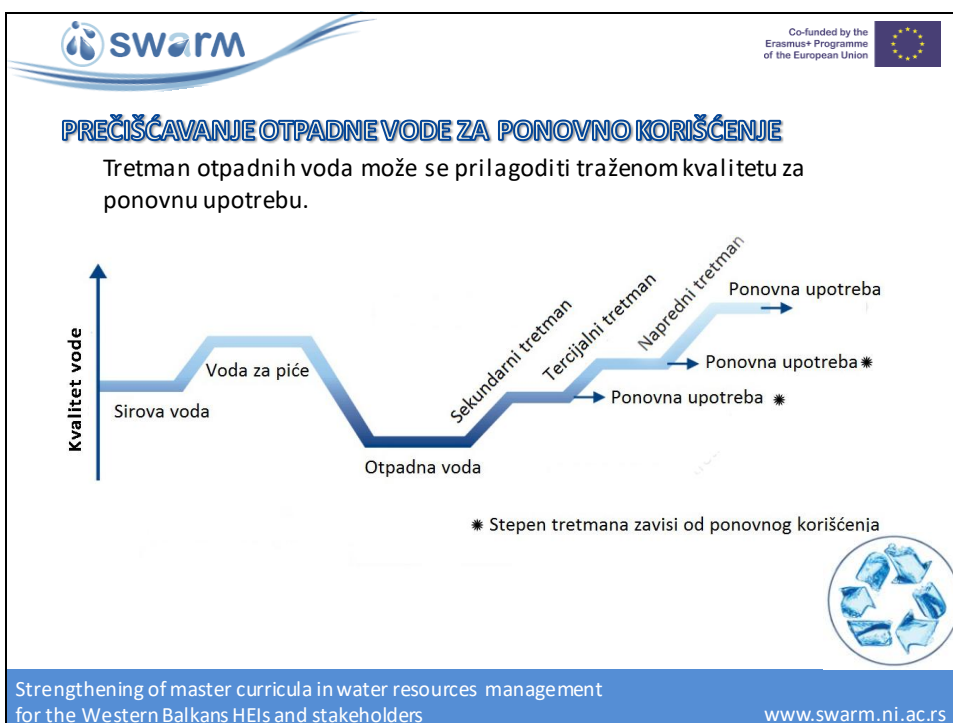 swarm
Co-funded by the
Erasmus+ Programme
of the European Union
PREČIŠĆAVANJE OTPADNE VODE ZA PONOVNO KORIŠĆENJE
Tretman otpadnih voda može se prilagoditi traženom kvalitetu za
ponovnu upotrebu.
Kvalitet vode
Sirova voda
Voda za piće
Otpadna voda
Sekundarni tretman
Tercijalni tretman
Napredni tretman
Ponovna upotreba
Ponovna upotreba✹
Ponovna upotreba ✹
✹ Stepen tretmana zavisi od ponovnog korišćenja
Strengthening of master curricula in water resources management
for the Western Balkans HEIs and stakeholders
www.swarm.ni.ac.rs